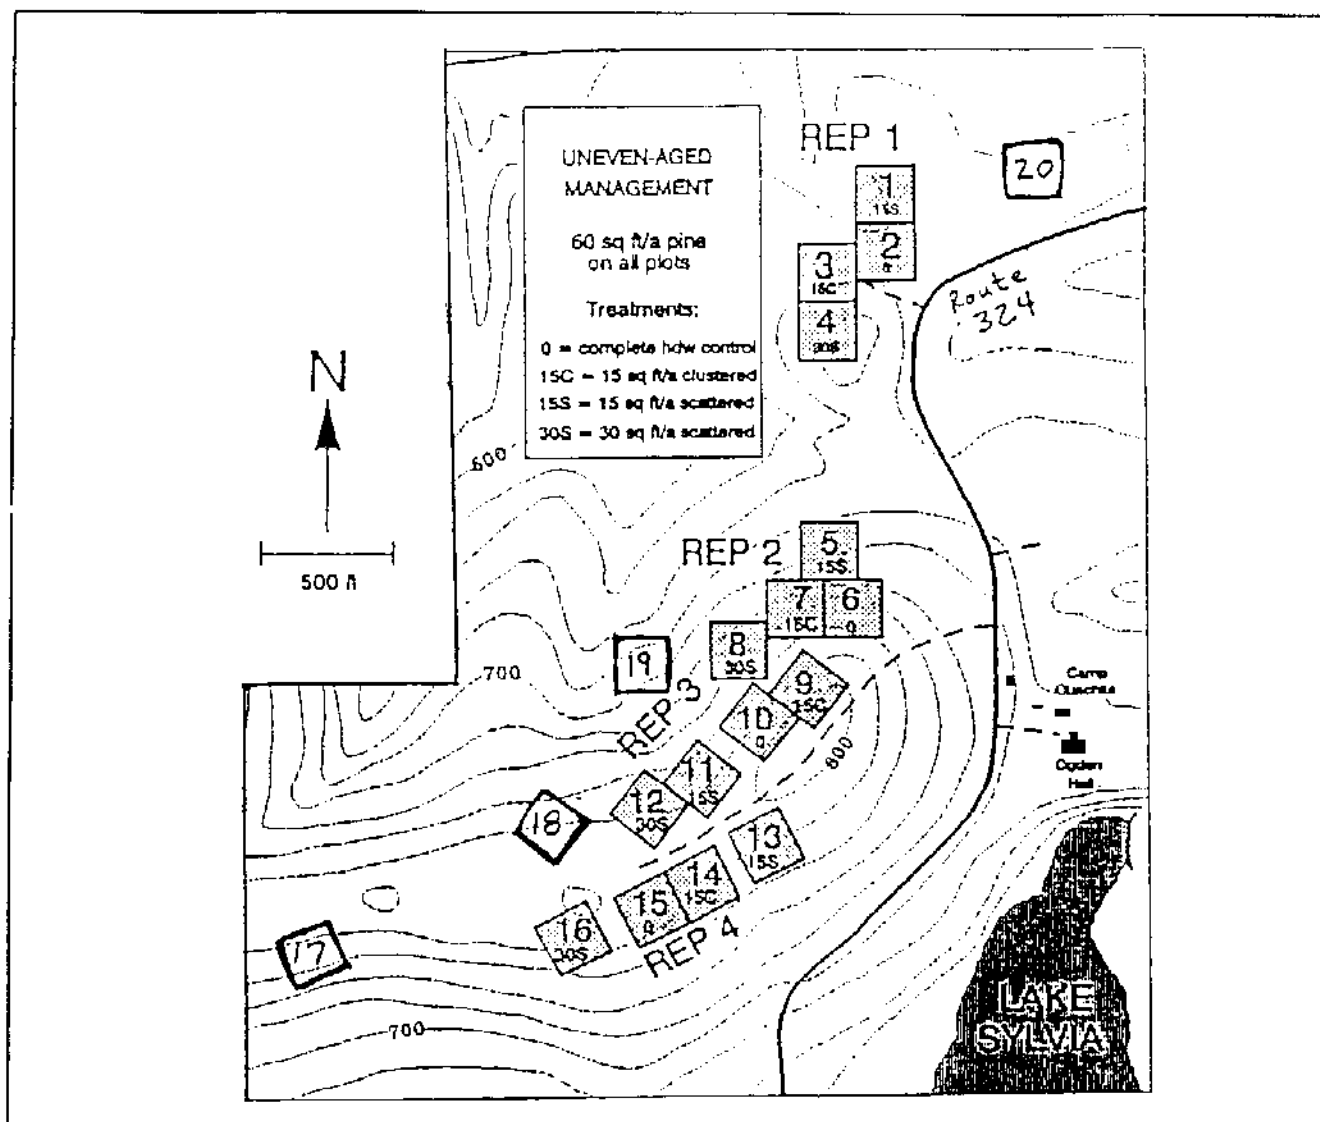 UNEVEN-AGED
MANAGEMENT
60 sq ft/a pine
on all plots
Treatments:
0 = complete hdw control
15C = 15 sq ft/a clustered
15S = 15 sq ft/a scattered
30S = 30 sq ft/a scattered
REP 1
1
15S
2
0
3
15C
4
30S
20
Route
324
N
500 ft
600
REP 2
5
15S
7
15C
6
0
8
30S
19
700
REP 3
9
15C
10
0
11
15S
12
30S
800
18
Camp
Ouachita
Ogden
Hall
13
15S
14
15C
15
0
16
30S
REP 4
17
700
LAKE
SYLVIA